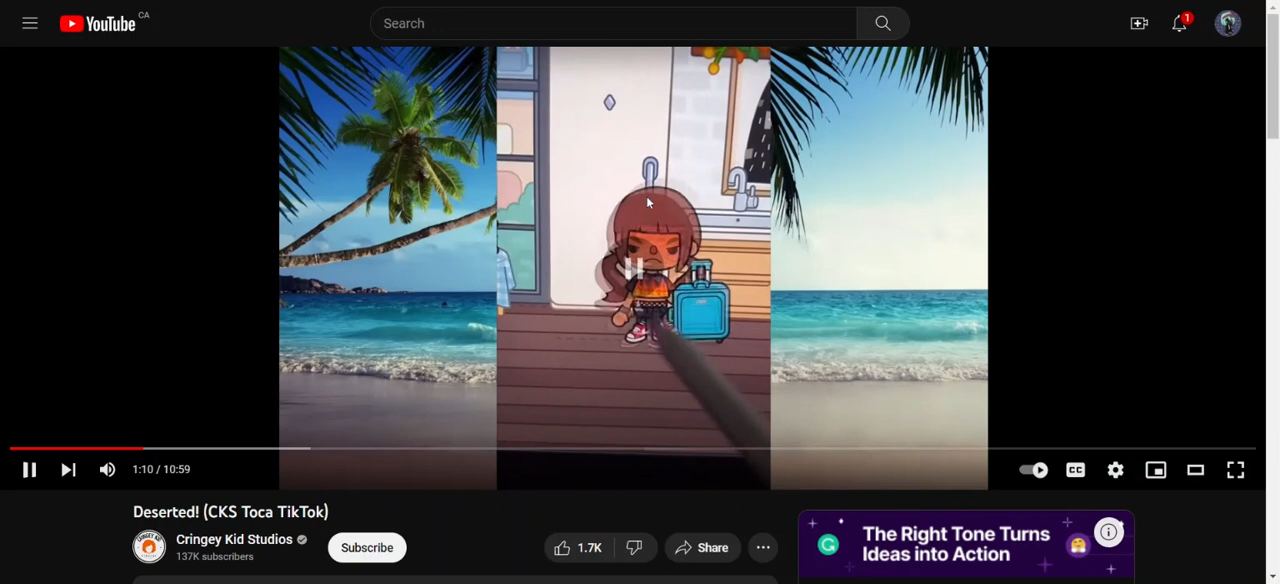 YouTube CA
Search
1
1:10 / 10:59
CC
Deserted! (CKS Toca TikTok)
Cringey Kid Studios
137K subscribers
Subscribe
1.7K
Share
The Right Tone Turns
Ideas into Action